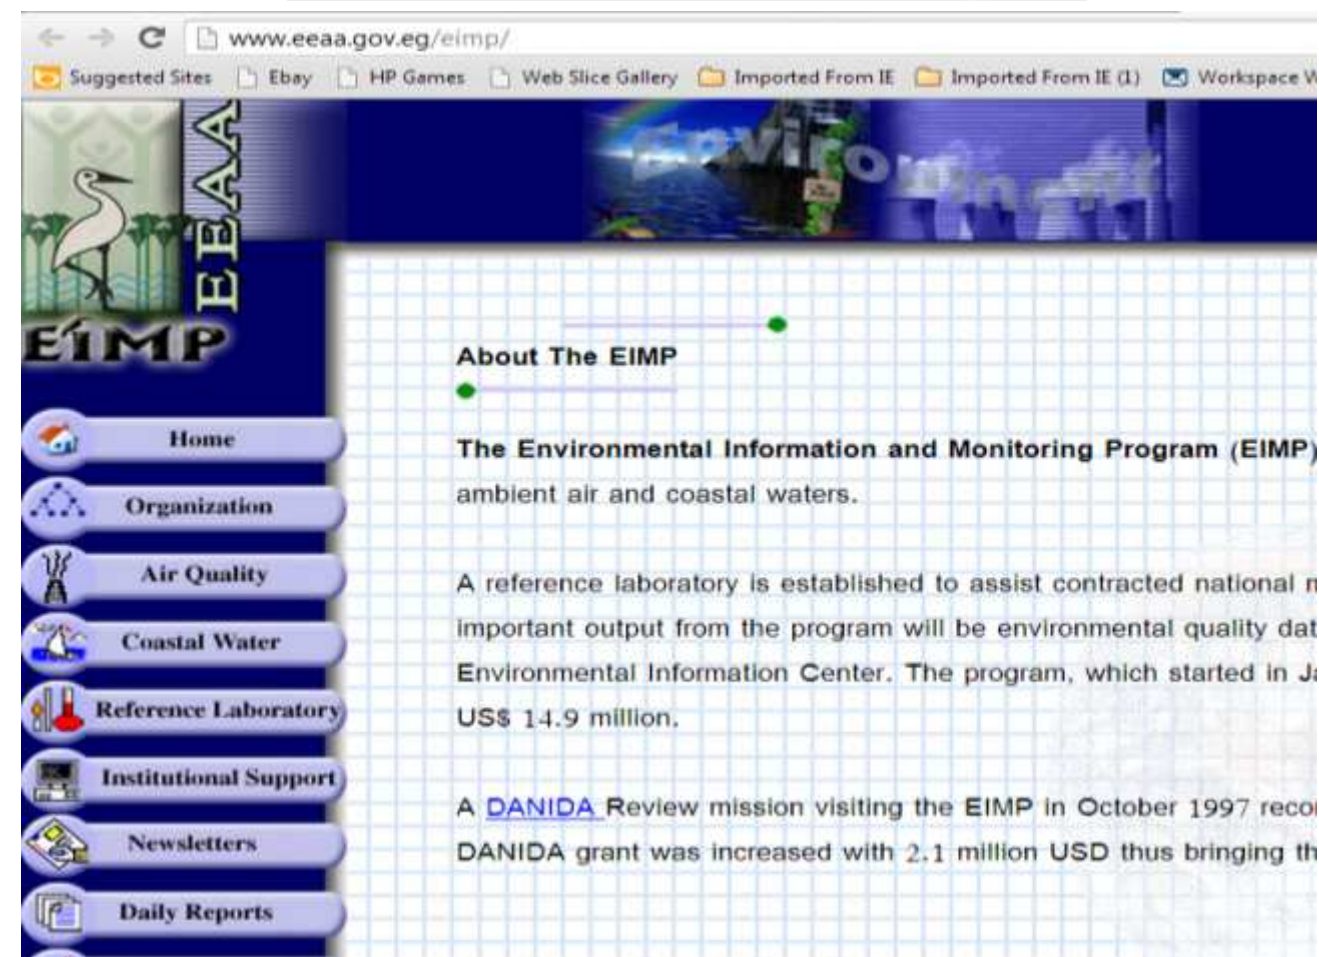 www.eeaa.gov.eg/eimp/
Suggested Sites Ebay HP Games Web Slice Gallery Imported From IE Imported From IE (1) Workspace W
EEAA
Environment
EIMP
About The EIMP
Home
The Environmental Information and Monitoring Program (EIMP)
ambient air and coastal waters.
Organization
Air Quality
A reference laboratory is established to assist contracted national
important output from the program will be environmental quality dat
Coastal Water
Environmental Information Center. The program, which started in Ja
Reference Laboratory
US$ 14.9 million.
Institutional Support
A DANIDA Review mission visiting the EIMP in October 1997 reco
Newsletters
DANIDA grant was increased with 2.1 million USD thus bringing th
Daily Reports